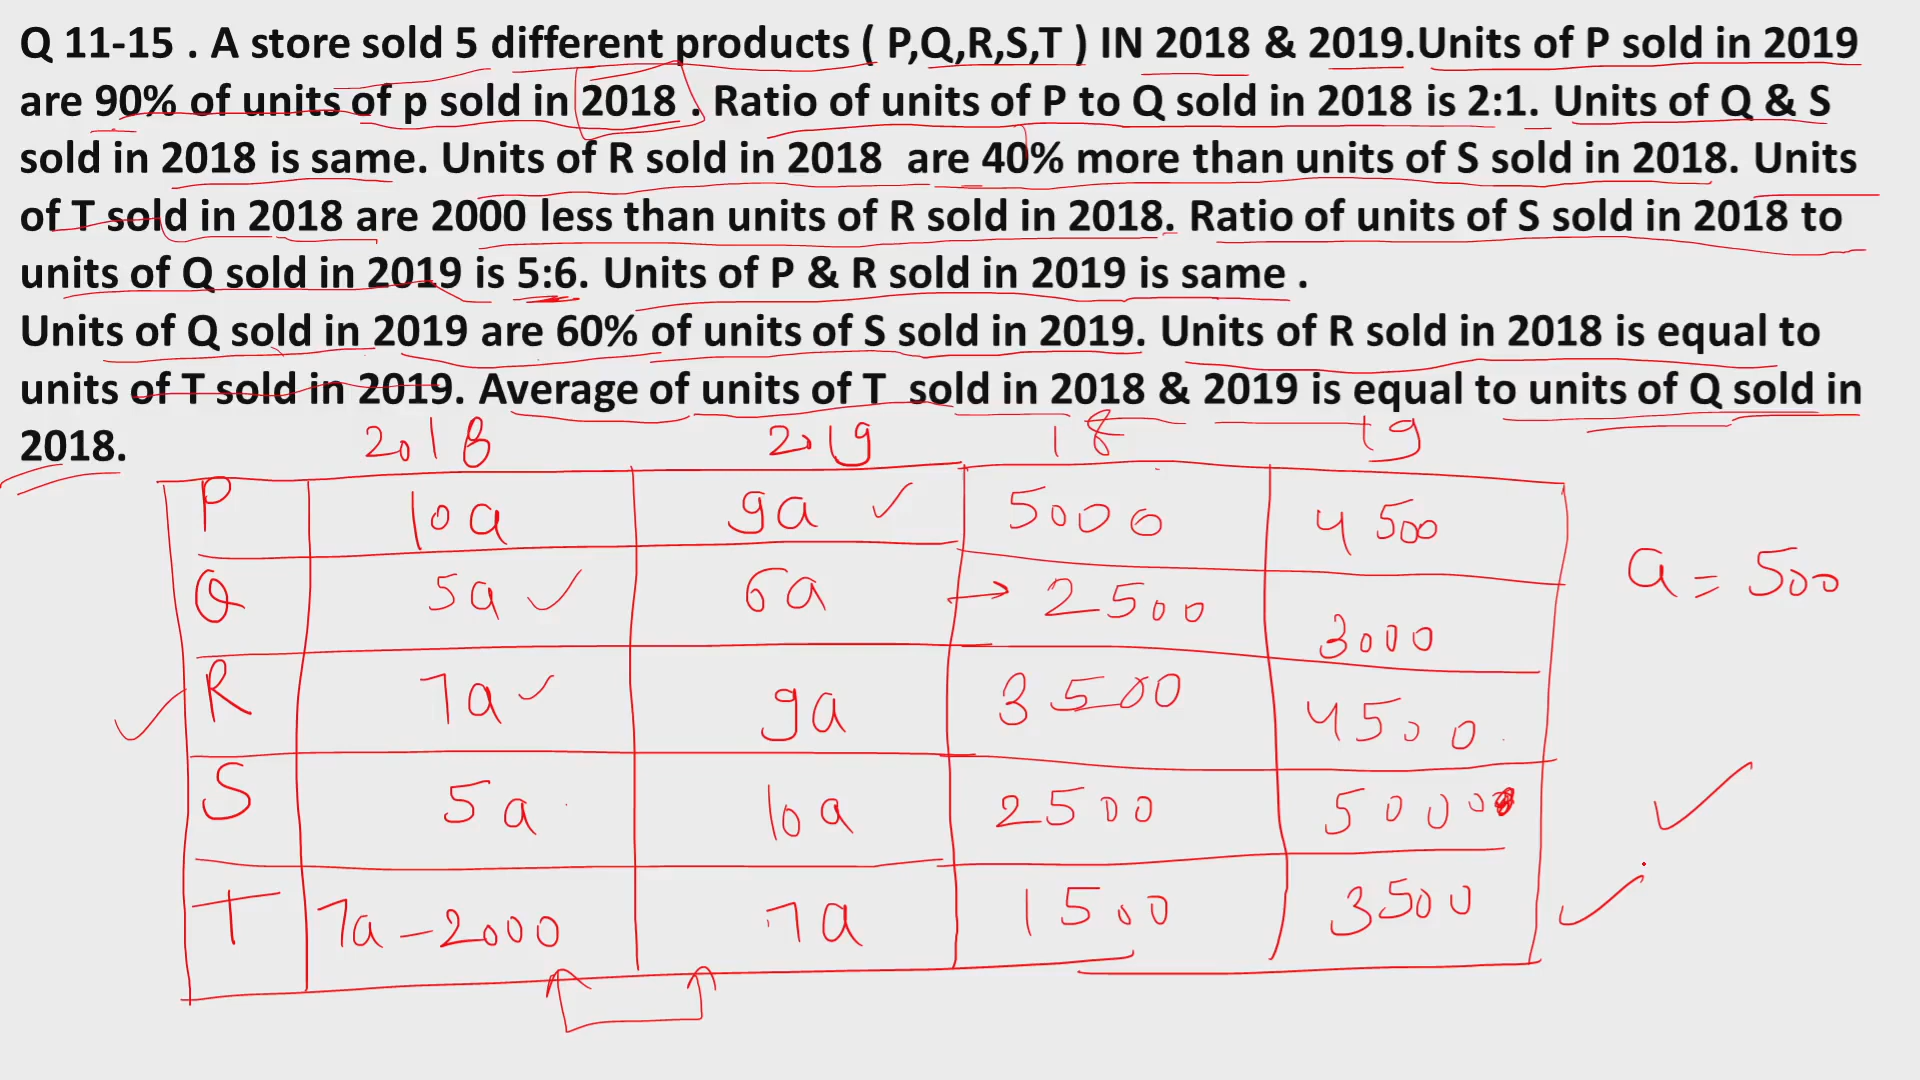 Q 11-15 . A store sold 5 different products ( P,Q,R,S,T ) IN 2018 & 2019.Units of P sold in 2019
are 90% of units of p sold in 2018 . Ratio of units of P to Q sold in 2018 is 2:1. Units of Q & S
sold in 2018 is same. Units of R sold in 2018 are 40% more than units of S sold in 2018. Units
of T sold in 2018 are 2000 less than units of R sold in 2018. Ratio of units of S sold in 2018 to
units of Q sold in 2019 is 5:6. Units of P & R sold in 2019 is same .
Units of Q sold in 2019 are 60% of units of S sold in 2019. Units of R sold in 2018 is equal to
units of T sold in 2019. Average of units of T sold in 2018 & 2019 is equal to units of Q sold in
2018.
2018 2019 18 19
P 10a 9a 5000 4500
a = 500
Q 5a 6a 2500 3000
R 7a 9a 3500 4500
S 5a 10a 2500 5000
T 7a-2000 7a 1500 3500